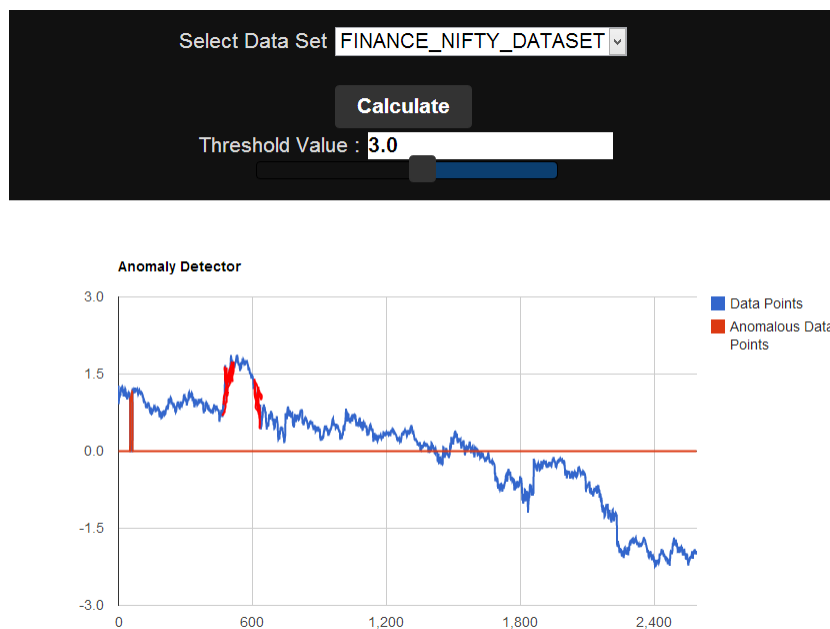 Select Data Set FINANCE_NIFTY_DATASET
Calculate
Threshold Value : 3.0
Anomaly Detector
3.0
1.5
0.0
-1.5
-3.0
0 600 1,200 1,800 2,400
Data Points
Anomalous Data
Points